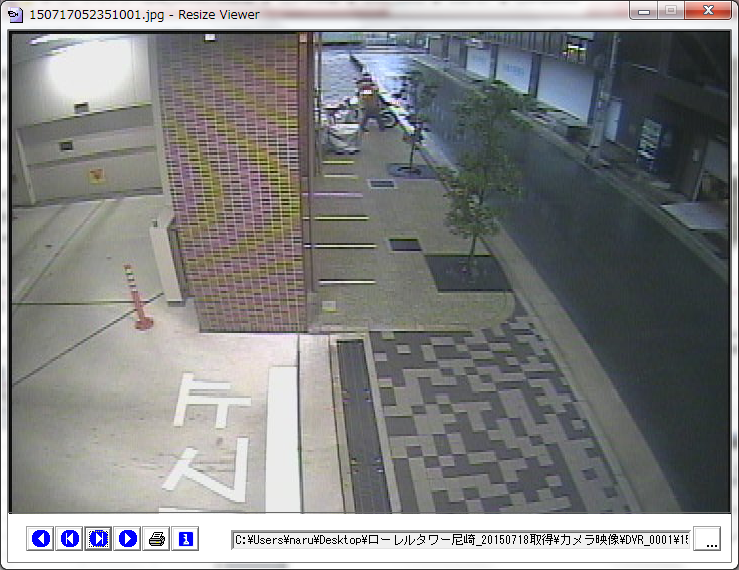 150717052351001.jpg - Resize Viewer
C:¥Users¥naru¥Desktop¥ローレルタワー尼崎_20150718取得¥カメラ映像¥DVR_0001¥15
...